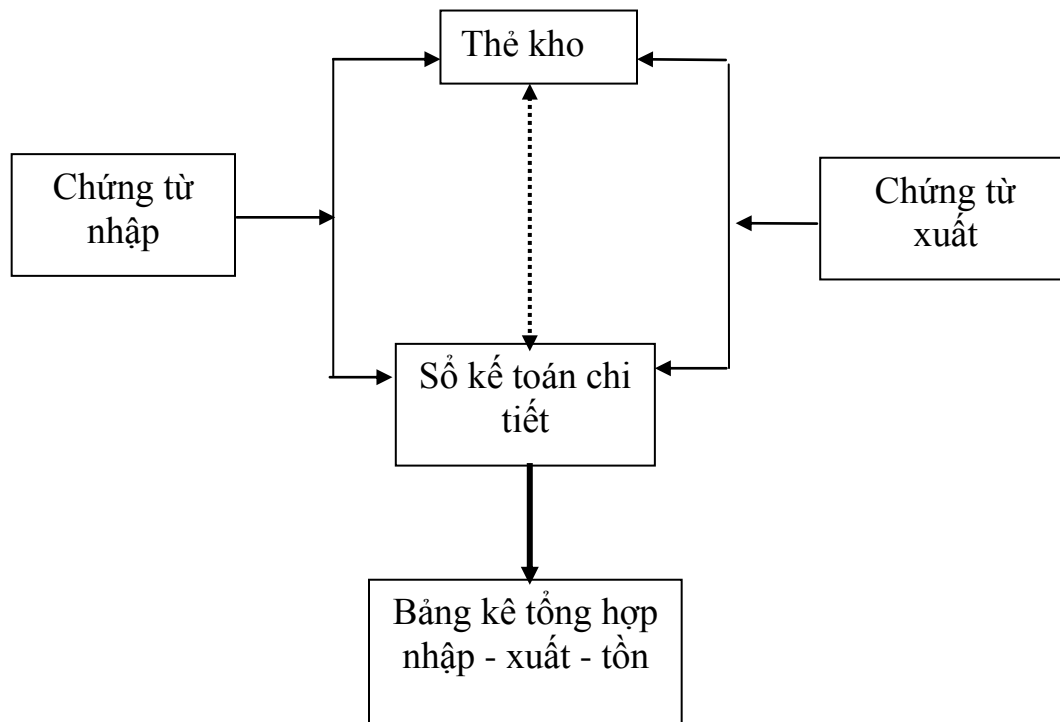 Thẻ kho
Chứng từ
nhập
Chứng từ
xuất
Sổ kế toán chi
tiết
Bảng kê tổng hợp
nhập - xuất - tồn